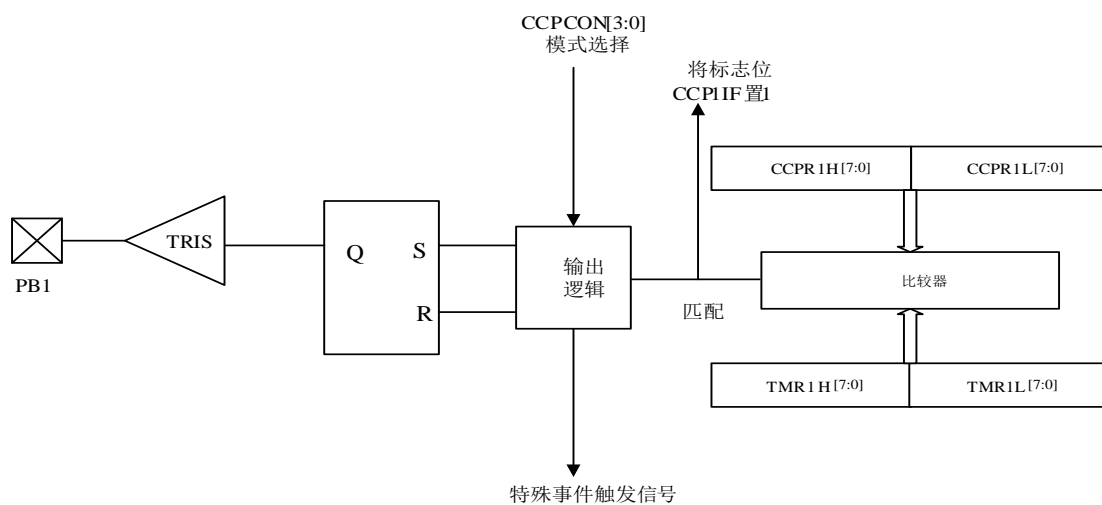 CCPCON[3:0]
模式选择
将标志位
CCP1IF置1
CCPR1H[7:0]
CCPR1L[7:0]
TRIS
Q
S
R
输出
逻辑
比较器
PB1
匹配
TMR1H[7:0]
TMR1L[7:0]
特殊事件触发信号